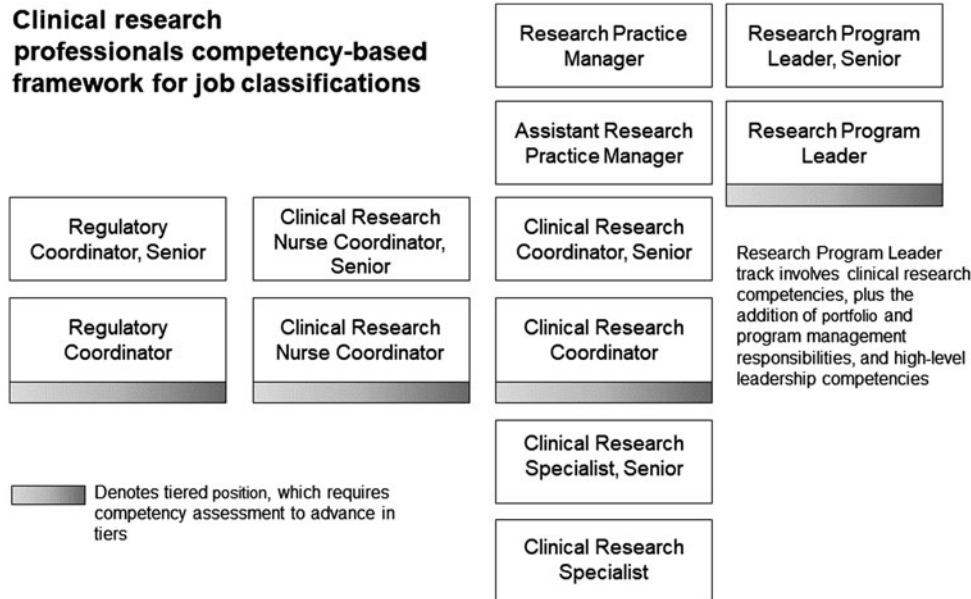 Clinical research
professionals competency-based
framework for job classifications
Research Practice
Manager
Research Program
Leader, Senior
Assistant Research
Practice Manager
Research Program
Leader
Regulatory
Coordinator, Senior
Clinical Research
Nurse Coordinator,
Senior
Clinical Research
Coordinator, Senior
Research Program Leader
track involves clinical research
competencies, plus the
addition of portfolio and
program management
responsibilities, and high-level
leadership competencies
Regulatory
Coordinator
Clinical Research
Nurse Coordinator
Clinical Research
Coordinator
Clinical Research
Specialist, Senior
Denotes tiered position, which requires
competency assessment to advance in
tiers
Clinical Research
Specialist